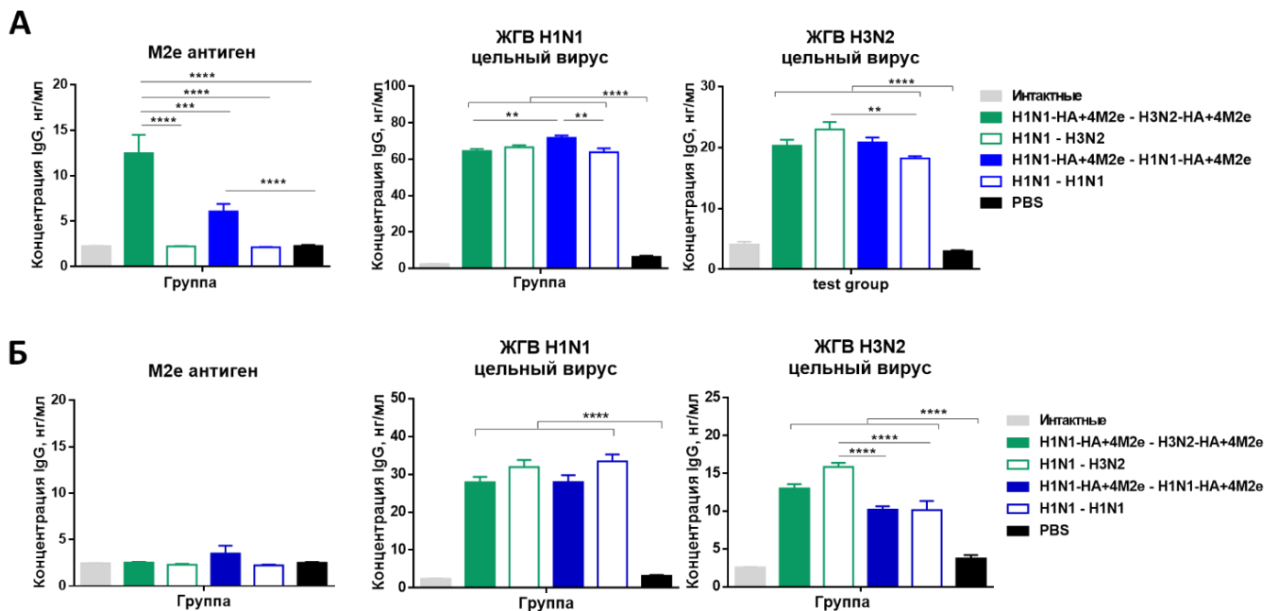 А
М2е антиген
Концентрация IgG, нг/мл
20
15
10
5
0
****
****
***
****
****
Группа
ЖГВ H1N1
цельный вирус
Концентрация IgG, нг/мл
100
80
60
40
20
0
****
**
**
Группа
ЖГВ H3N2
цельный вирус
Концентрация IgG, нг/мл
30
20
10
0
****
**
test group
Интактные
H1N1-HA+4M2e - H3N2-HA+4M2e
H1N1 - H3N2
H1N1-HA+4M2e - H1N1-HA+4M2e
H1N1 - H1N1
PBS
Б
М2е антиген
Концентрация IgG, нг/мл
20
15
10
5
0
Группа
ЖГВ H1N1
цельный вирус
Концентрация IgG, нг/мл
50
40
30
20
10
0
****
Группа
ЖГВ H3N2
цельный вирус
Концентрация IgG, нг/мл
25
20
15
10
5
0
****
****
****
Группа
Интактные
H1N1-HA+4M2e - H3N2-HA+4M2e
H1N1 - H3N2
H1N1-HA+4M2e - H1N1-HA+4M2e
H1N1 - H1N1
PBS